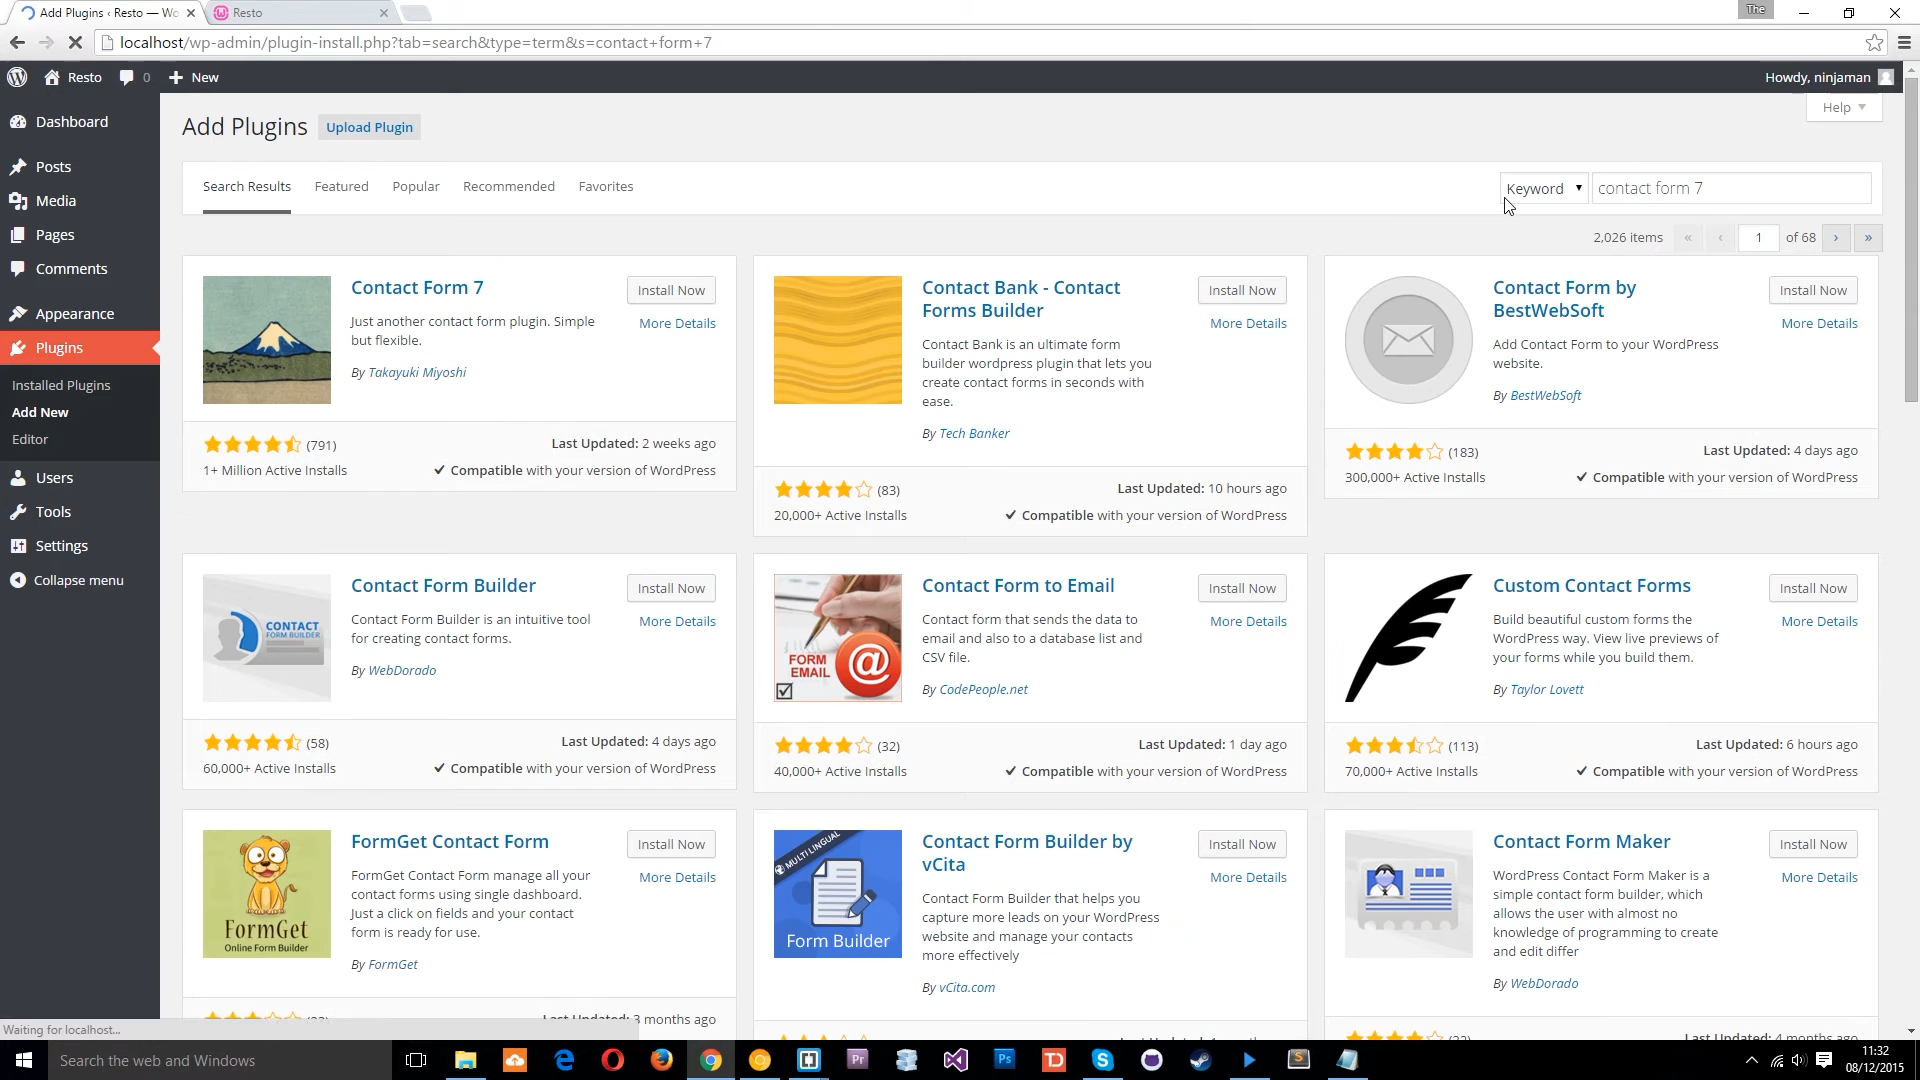 Add Plugins ‹ Resto — Wo
Resto
The
localhost/wp-admin/plugin-install.php?tab=search&type=term&s=contact+form+7
Resto
0
New
Howdy, ninjaman
Dashboard
Posts
Media
Pages
Comments
Appearance
Plugins
Installed Plugins
Add New
Editor
Users
Tools
Settings
Collapse menu
Help
Add Plugins
Upload Plugin
Search Results
Featured
Popular
Recommended
Favorites
Keyword
contact form 7
2,026 items
«
‹
1
of 68
›
»
Contact Form 7
Install Now
More Details
Just another contact form plugin. Simple
but flexible.
By Takayuki Miyoshi
(791)
Last Updated: 2 weeks ago
1+ Million Active Installs
Compatible with your version of WordPress
Contact Bank - Contact
Forms Builder
Install Now
More Details
Contact Bank is an ultimate form
builder wordpress plugin that lets you
create contact forms in seconds with
ease.
By Tech Banker
(83)
Last Updated: 10 hours ago
20,000+ Active Installs
Compatible with your version of WordPress
Contact Form by
BestWebSoft
Install Now
More Details
Add Contact Form to your WordPress
website.
By BestWebSoft
(183)
Last Updated: 4 days ago
300,000+ Active Installs
Compatible with your version of WordPress
CONTACT
FORM BUILDER
Contact Form Builder
Install Now
More Details
Contact Form Builder is an intuitive tool
for creating contact forms.
By WebDorado
(58)
Last Updated: 4 days ago
60,000+ Active Installs
Compatible with your version of WordPress
FORM
EMAIL
@
Contact Form to Email
Install Now
More Details
Contact form that sends the data to
email and also to a database list and
CSV file.
By CodePeople.net
(32)
Last Updated: 1 day ago
40,000+ Active Installs
Compatible with your version of WordPress
Custom Contact Forms
Install Now
More Details
Build beautiful custom forms the
WordPress way. View live previews of
your forms while you build them.
By Taylor Lovett
(113)
Last Updated: 6 hours ago
70,000+ Active Installs
Compatible with your version of WordPress
FormGet
Online Form Builder
FormGet Contact Form
Install Now
More Details
FormGet Contact Form manage all your
contact forms using single dashboard.
Just a click on fields and your contact
form is ready for use.
By FormGet
Last Updated: 3 months ago
MULTI LINGUAL
Form Builder
Contact Form Builder by
vCita
Install Now
More Details
Contact Form Builder that helps you
capture more leads on your WordPress
website and manage your contacts
more effectively
By vCita.com
Contact Form Maker
Install Now
More Details
WordPress Contact Form Maker is a
simple contact form builder, which
allows the user with almost no
knowledge of programming to create
and edit differ
By WebDorado
Last Updated: 4 months ago
Waiting for localhost...
Search the web and Windows
Pr
Ps
TD
S
11:32
08/12/2015